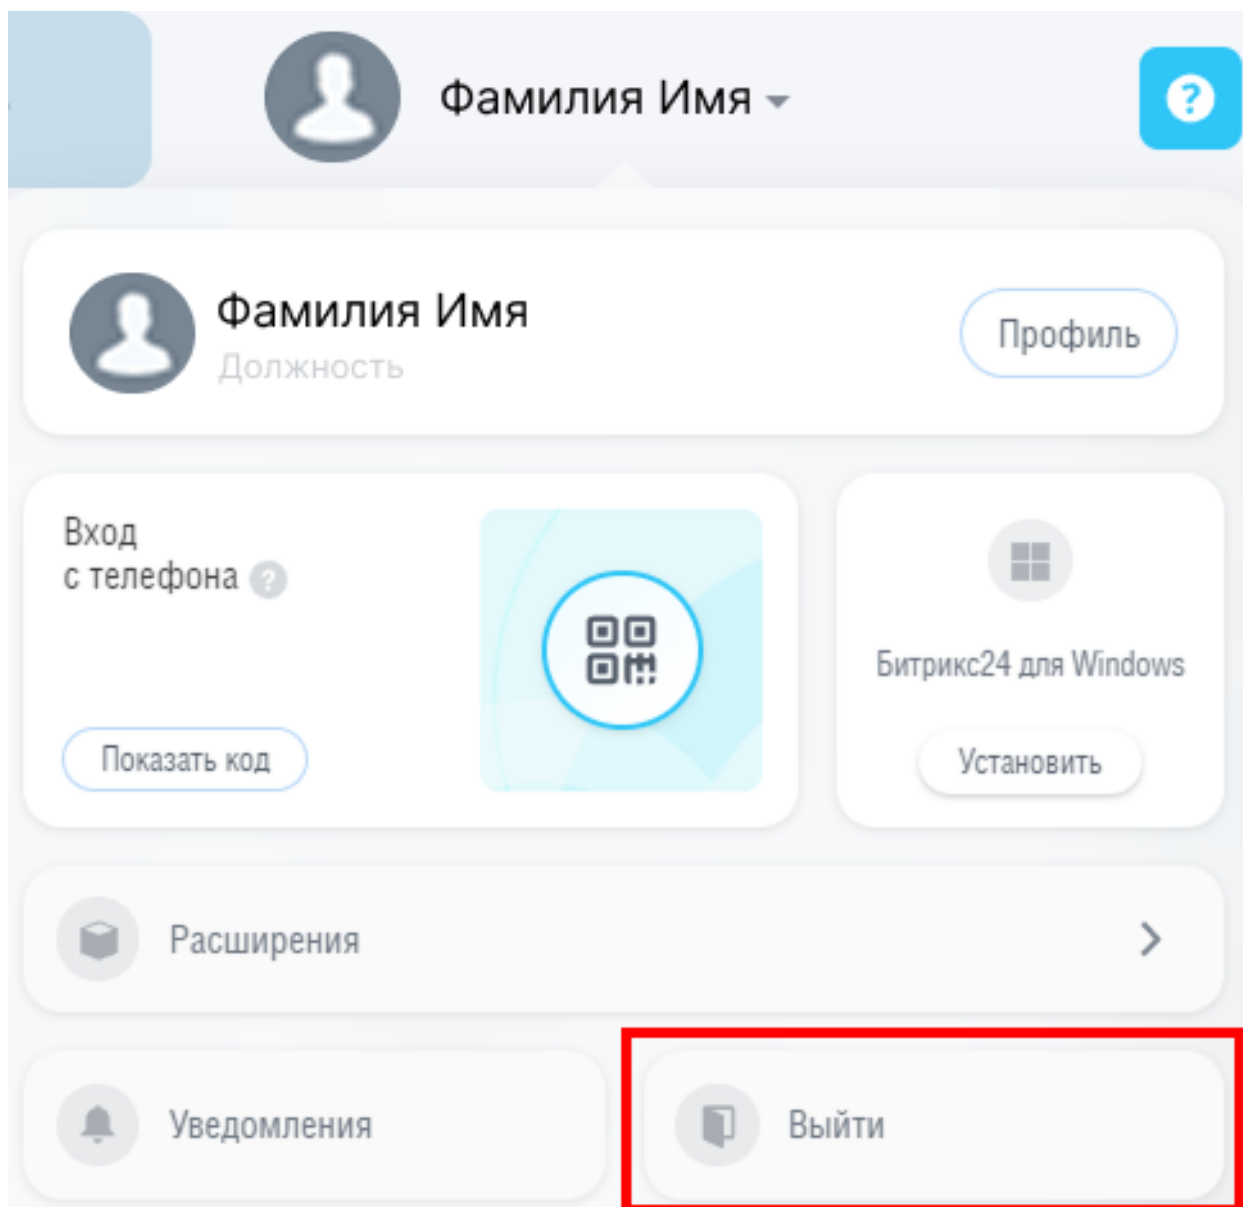 Фамилия Имя
Фамилия Имя
Должность
Профиль
Вход
с телефона
Показать код
Битрикс24 для Windows
Установить
Расширения
Уведомления
Выйти